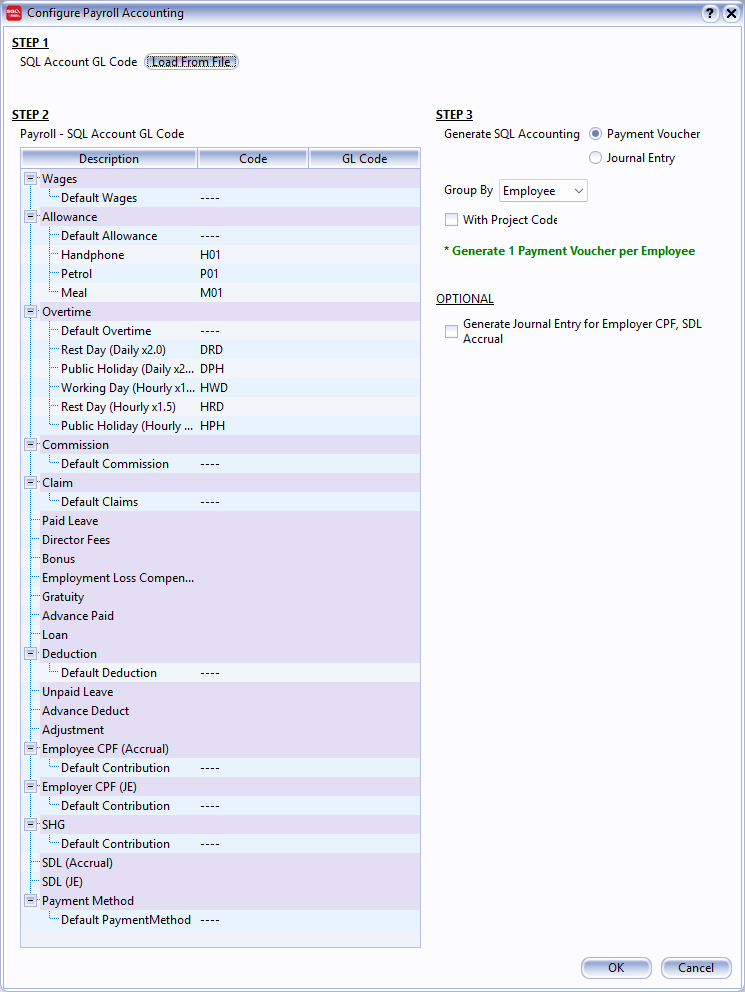 Configure Payroll Accounting
STEP 1
SQL Account GL Code Load From File
STEP 2
Payroll - SQL Account GL Code
Description Code GL Code
Wages
Default Wages ----
Allowance
Default Allowance ----
Handphone H01
Petrol P01
Meal M01
Overtime
Default Overtime ----
Rest Day (Daily x2.0) DRD
Public Holiday (Daily x2... DPH
Working Day (Hourly x1... HWD
Rest Day (Hourly x1.5) HRD
Public Holiday (Hourly ... HPH
Commission
Default Commission ----
Claim
Default Claims ----
Paid Leave
Director Fees
Bonus
Employment Loss Compen...
Gratuity
Advance Paid
Loan
Deduction
Default Deduction ----
Unpaid Leave
Advance Deduct
Adjustment
Employee CPF (Accrual)
Default Contribution ----
Employer CPF (JE)
Default Contribution ----
SHG
Default Contribution ----
SDL (Accrual)
SDL (JE)
Payment Method
Default PaymentMethod ----
STEP 3
Generate SQL Accounting Payment Voucher
Journal Entry
Group By Employee
With Project Code
* Generate 1 Payment Voucher per Employee
OPTIONAL
Generate Journal Entry for Employer CPF, SDL
Accrual
OK Cancel